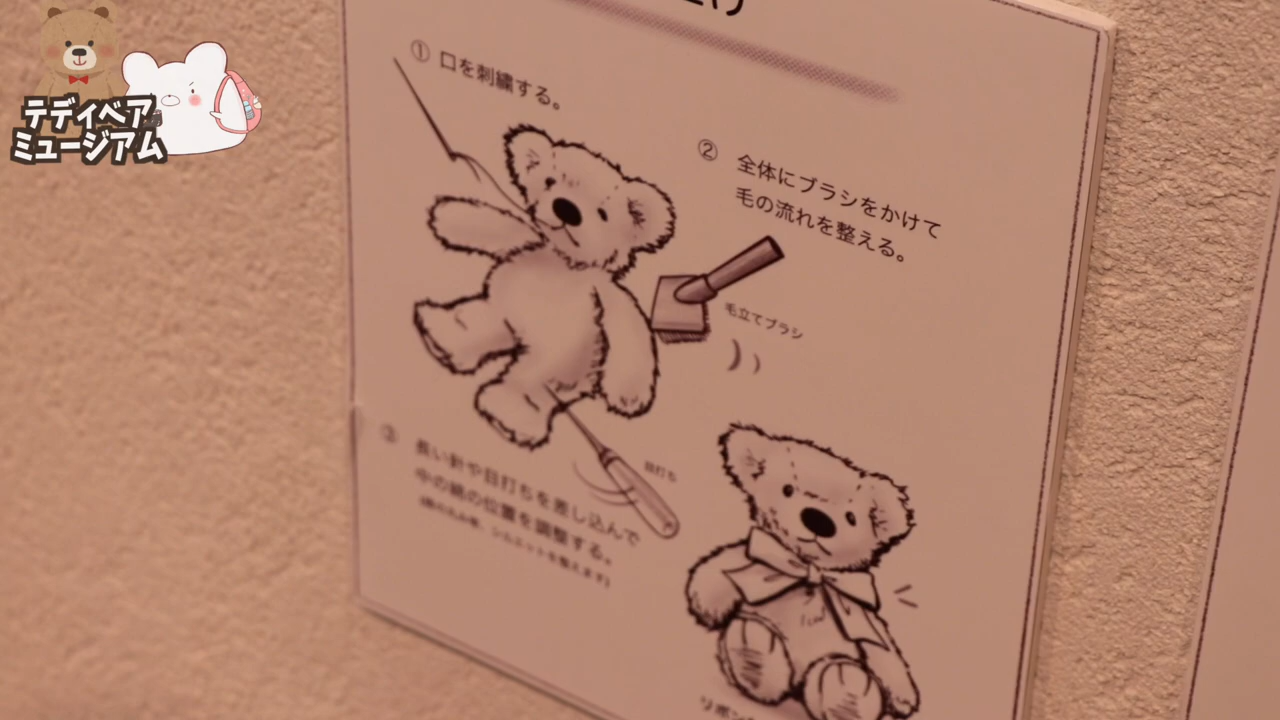 テディベア
ミュージアム
① 口を刺繍する。
② 全体にブラシをかけて
毛の流れを整える。
毛立てブラシ
③ 長い針や目打ちを差し込んで
中の綿の位置を調整する。
目打ち
リボン